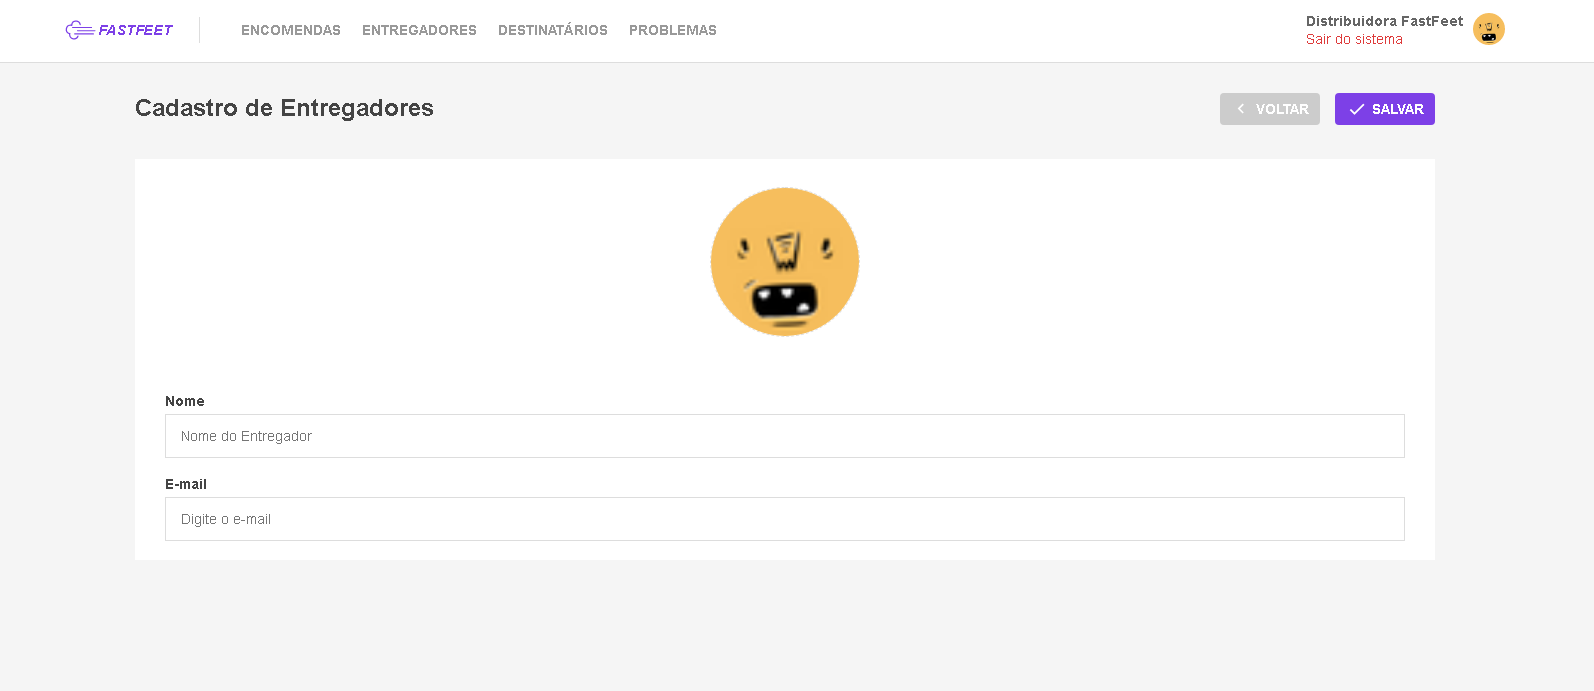 FASTFEET
ENCOMENDAS ENTREGADORES DESTINATÁRIOS PROBLEMAS
Distribuidora FastFeet
Sair do sistema
Cadastro de Entregadores
VOLTAR SALVAR
Nome
Nome do Entregador
E-mail
Digite o e-mail